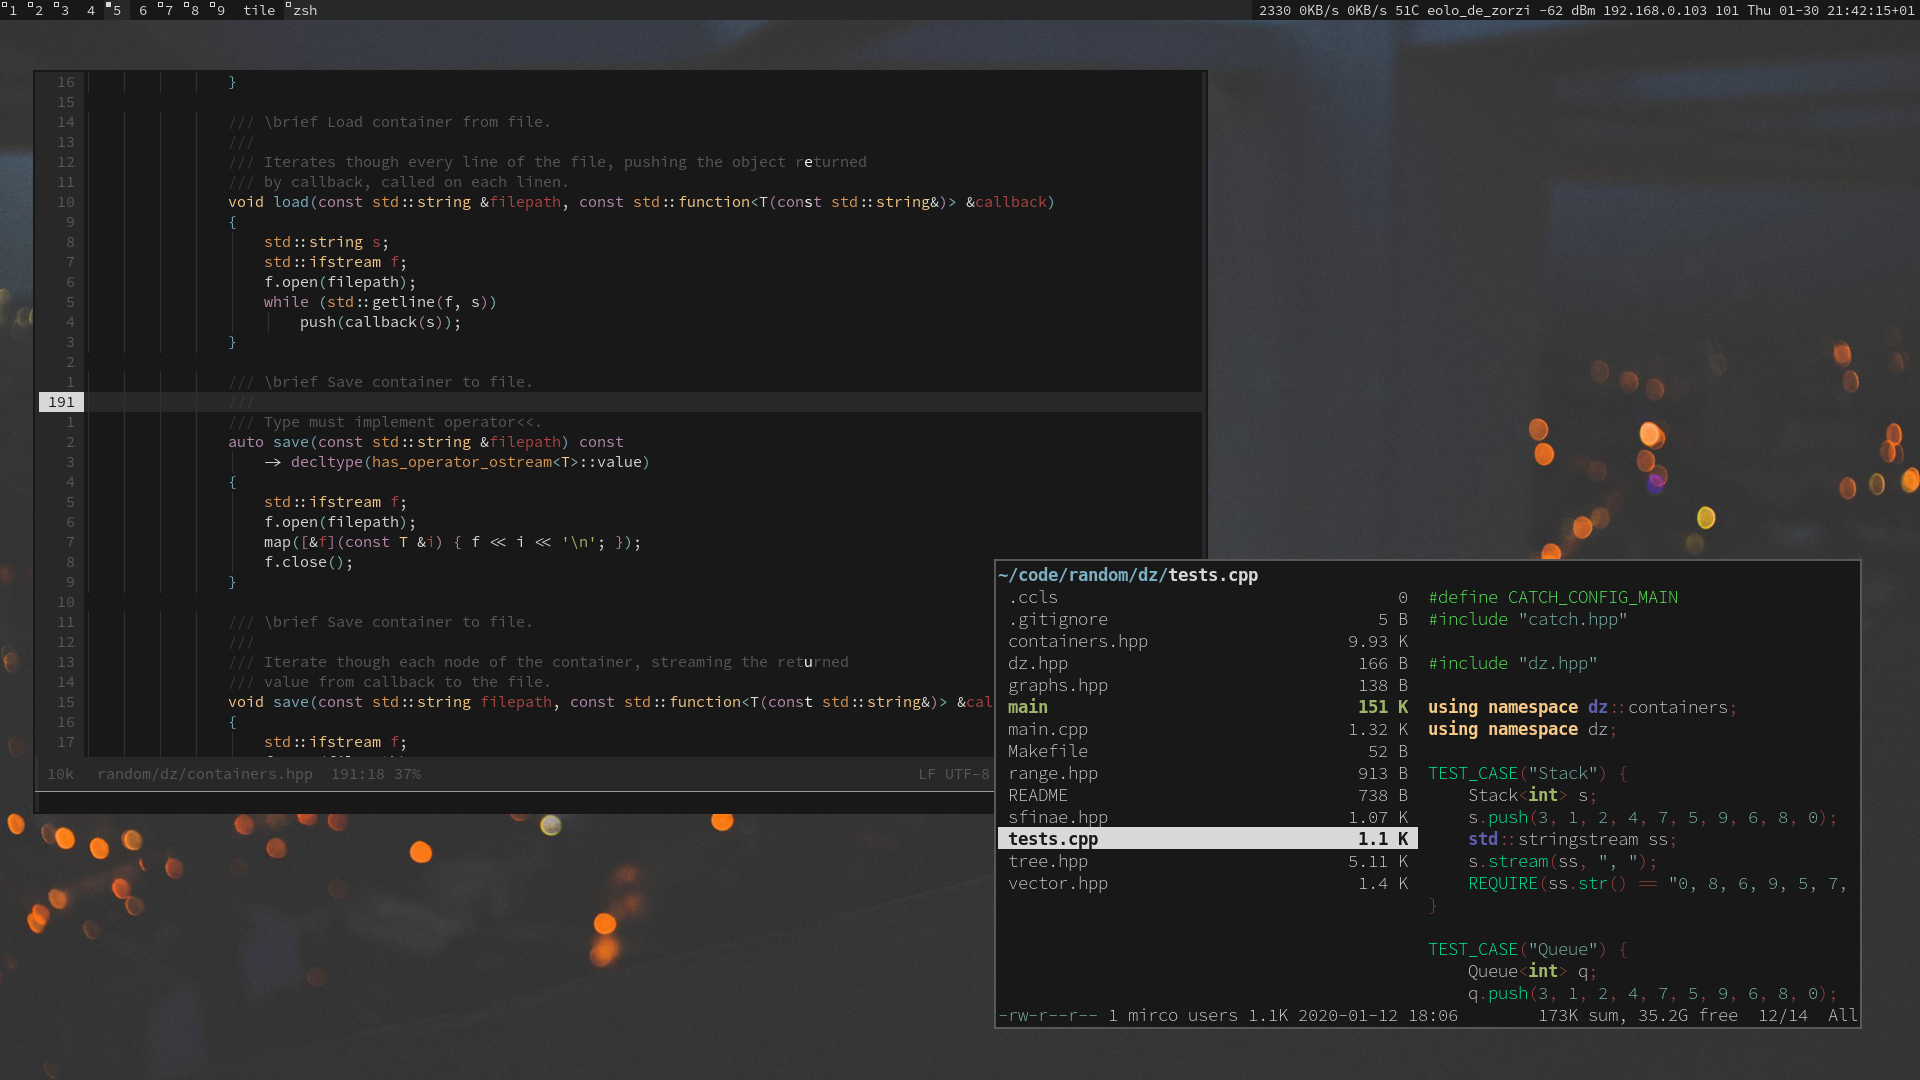 1 2 3 4 5 6 7 8 9 tile zsh
2330 0KB/s 0KB/s 51C eolo_de_zorzi -62 dBm 192.168.0.103 101 Thu 01-30 21:42:15+01
16 }
15
14 /// \brief Load container from file.
13 ///
12 /// Iterates though every line of the file, pushing the object returned
11 /// by callback, called on each linen.
10 void load(const std::string &filepath, const std::function<T(const std::string&)> &callback)
9 {
8 std::string s;
7 std::ifstream f;
6 f.open(filepath);
5 while (std::getline(f, s))
4 push(callback(s));
3 }
2
1 /// \brief Save container to file.
191 ///
1 /// Type must implement operator<<.
2 auto save(const std::string &filepath) const
3 -> decltype(has_operator_ostream<T>::value)
4 {
5 std::ifstream f;
6 f.open(filepath);
7 map([&f](const T &i) { f << i << '\n'; });
8 f.close();
9 }
10
11 /// \brief Save container to file.
12 ///
13 /// Iterate though each node of the container, streaming the returned
14 /// value from callback to the file.
15 void save(const std::string filepath, const std::function<T(const std::string&)> &cal
16 {
17 std::ifstream f;
10k random/dz/containers.hpp 191:18 37% LF UTF-8
~/code/random/dz/tests.cpp
.ccls 0
.gitignore 5 B
containers.hpp 9.93 K
dz.hpp 166 B
graphs.hpp 138 B
main 151 K
main.cpp 1.32 K
Makefile 52 B
range.hpp 913 B
README 738 B
sfinae.hpp 1.07 K
tests.cpp 1.1 K
tree.hpp 5.11 K
vector.hpp 1.4 K
#define CATCH_CONFIG_MAIN
#include "catch.hpp"
#include "dz.hpp"
using namespace dz::containers;
using namespace dz;
TEST_CASE("Stack") {
Stack<int> s;
s.push(3, 1, 2, 4, 7, 5, 9, 6, 8, 0);
std::stringstream ss;
s.stream(ss, ", ");
REQUIRE(ss.str() == "0, 8, 6, 9, 5, 7,
}
TEST_CASE("Queue") {
Queue<int> q;
q.push(3, 1, 2, 4, 7, 5, 9, 6, 8, 0);
-rw-r--r-- 1 mirco users 1.1K 2020-01-12 18:06 173K sum, 35.2G free 12/14 All